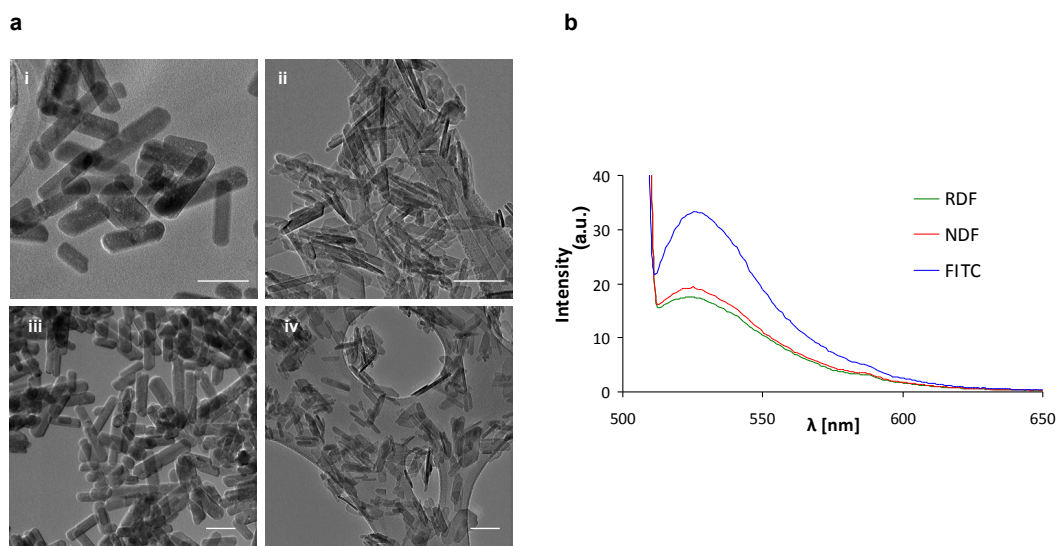 a
b
i
ii
iii
iv
40
30
20
10
0
Intensity
(a.u.)
500
550
600
650
λ [nm]
RDF
NDF
FITC